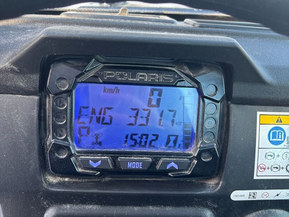 POLARIS
km/h
0
ENG 331.7
1502.0
MODE